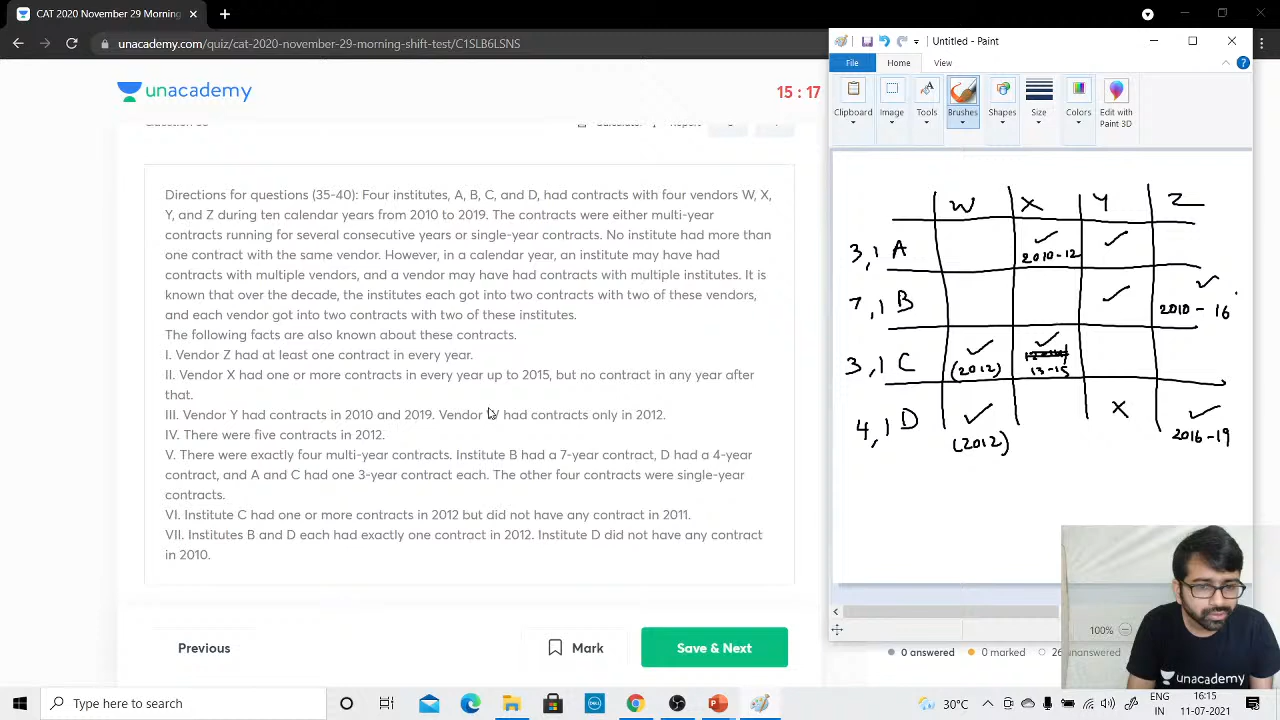 CAT 2020 November 29 Morning
unacademy.com/quiz/cat-2020-november-29-morning-shift-test/C1SLB6LSNS
unacademy
15 : 17
Directions for questions (35-40): Four institutes, A, B, C, and D, had contracts with four vendors W, X,
Y, and Z during ten calendar years from 2010 to 2019. The contracts were either multi-year
contracts running for several consecutive years or single-year contracts. No institute had more than
one contract with the same vendor. However, in a calendar year, an institute may have had
contracts with multiple vendors, and a vendor may have had contracts with multiple institutes. It is
known that over the decade, the institutes each got into two contracts with two of these vendors,
and each vendor got into two contracts with two of these institutes.
The following facts are also known about these contracts.
I. Vendor Z had at least one contract in every year.
II. Vendor X had one or more contracts in every year up to 2015, but no contract in any year after
that.
III. Vendor Y had contracts in 2010 and 2019. Vendor W had contracts only in 2012.
IV. There were five contracts in 2012.
V. There were exactly four multi-year contracts. Institute B had a 7-year contract, D had a 4-year
contract, and A and C had one 3-year contract each. The other four contracts were single-year
contracts.
VI. Institute C had one or more contracts in 2012 but did not have any contract in 2011.
VII. Institutes B and D each had exactly one contract in 2012. Institute D did not have any contract
in 2010.
Previous
Mark
Save & Next
Untitled - Paint
File Home View
Clipboard Image Tools Brushes Shapes Size Colors Edit with
Paint 3D
W X Y Z
3,1 A ✓ ✓
2010-12
7,1 B ✓ ✓
2010 - 16
3,1 C ✓ ✓
(2012) 13-15
4,1 D ✓ X ✓
(2012) 2016-19
100%
0 answered 0 marked 26 unanswered
unacademy
Type here to search
30°C
ENG
IN
16:15
11-07-2021